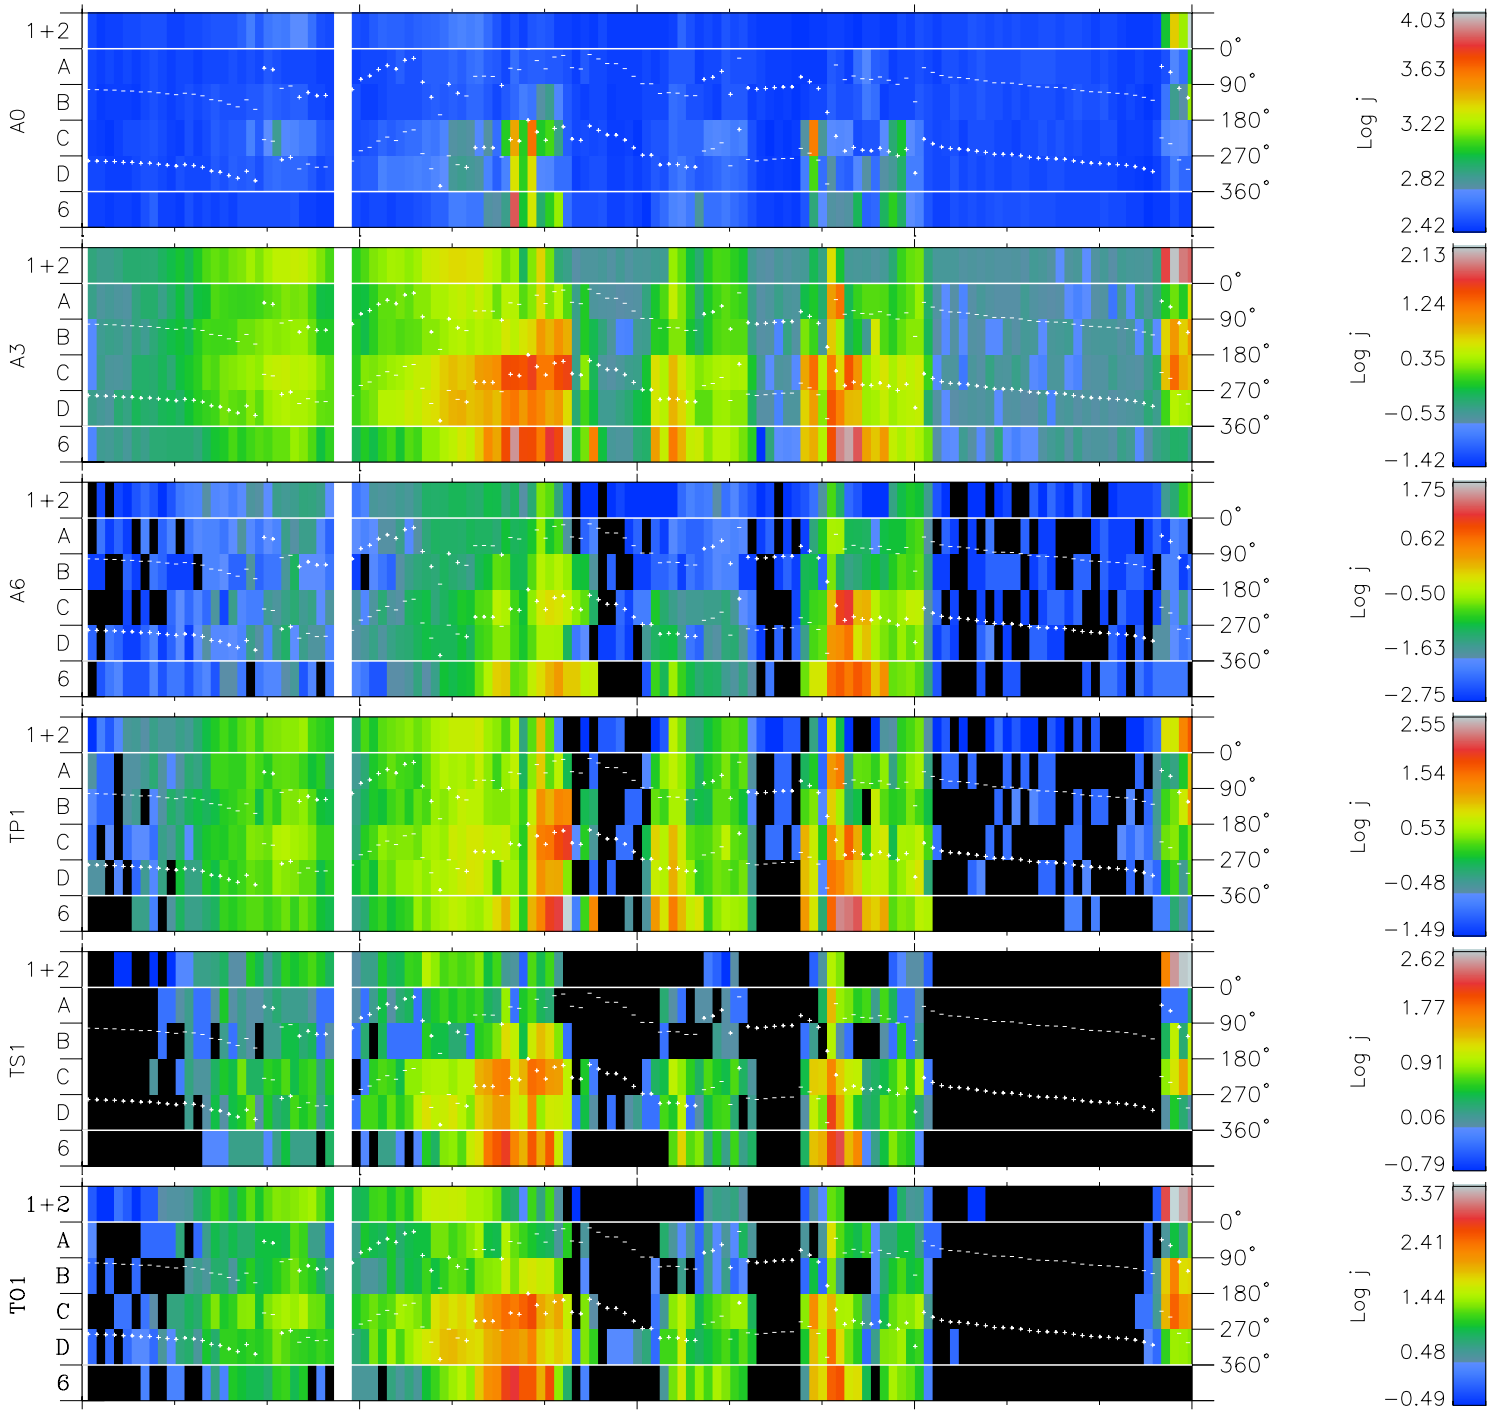 A0
1+2
A
B
C
D
6
0°
90°
180°
270°
360°
Log j
4.03
3.63
3.22
2.82
2.42
A3
1+2
A
B
C
D
6
0°
90°
180°
270°
360°
Log j
2.13
1.24
0.35
−0.53
−1.42
A6
1+2
A
B
C
D
6
0°
90°
180°
270°
360°
Log j
1.75
0.62
−0.50
−1.63
−2.75
TP1
1+2
A
B
C
D
6
0°
90°
180°
270°
360°
Log j
2.55
1.54
0.53
−0.48
−1.49
TS1
1+2
A
B
C
D
6
0°
90°
180°
270°
360°
Log j
2.62
1.77
0.91
0.06
−0.79
TO1
1+2
A
B
C
D
6
0°
90°
180°
270°
360°
Log j
3.37
2.41
1.44
0.48
−0.49